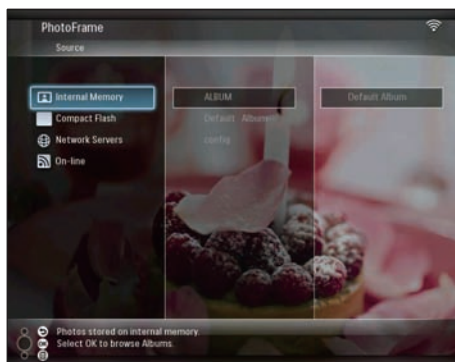 PhotoFrame
Source
Internal Memory
Compact Flash
Network Servers
On-line
ALBUM
Default Album
config
Default Album
Photos stored on internal memory.
OK
Select OK to browse Albums.